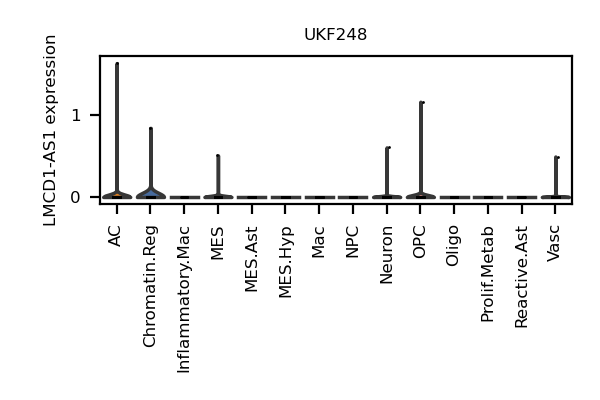 UKF248
LMCD1-AS1 expression
1
0
AC
Chromatin.Reg
Inflammatory.Mac
MES
MES.Ast
MES.Hyp
Mac
NPC
Neuron
OPC
Oligo
Prolif.Metab
Reactive.Ast
Vasc